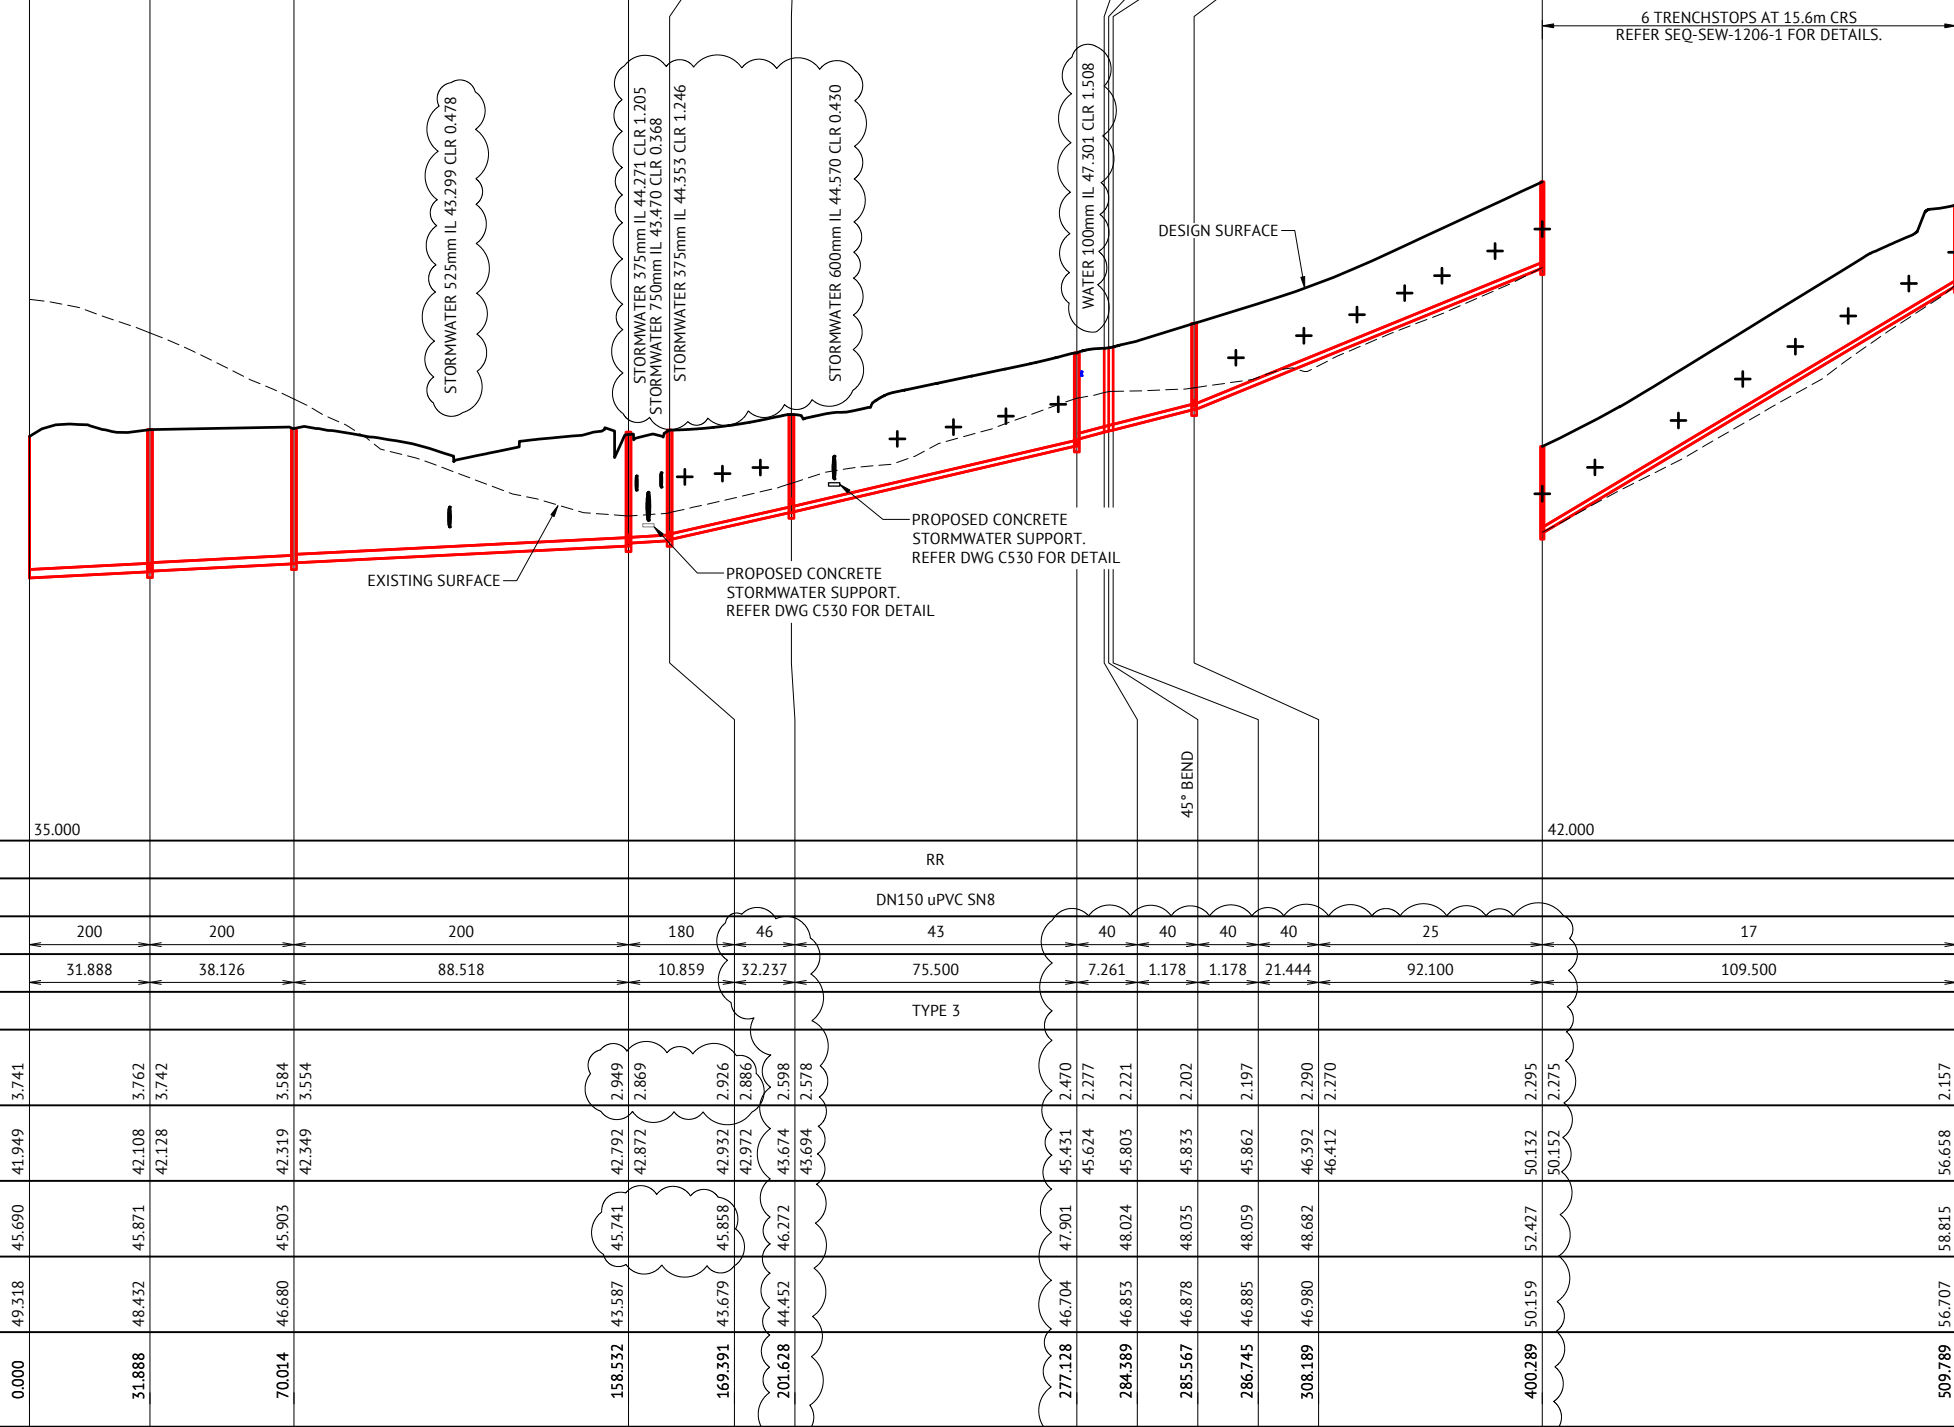 6 TRENCHSTOPS AT 15.6m CRS
REFER SEQ-SEW-1206-1 FOR DETAILS.
STORMWATER 525mm IL 43.299 CLR 0.478
STORMWATER 375mm IL 44.271 CLR 1.205
STORMWATER 750mm IL 43.470 CLR 0.368
STORMWATER 375mm IL 44.353 CLR 1.246
STORMWATER 600mm IL 44.570 CLR 0.430
WATER 100mm IL 47.301 CLR 1.508
DESIGN SURFACE
PROPOSED CONCRETE
STORMWATER SUPPORT.
REFER DWG C530 FOR DETAIL
EXISTING SURFACE
PROPOSED CONCRETE
STORMWATER SUPPORT.
REFER DWG C530 FOR DETAIL
45° BEND
35.000 42.000
RR
DN150 uPVC SN8
200 200 200 180 46 43 40 40 40 40 25 17
31.888 38.126 88.518 10.859 32.237 75.500 7.261 1.178 1.178 21.444 92.100 109.500
TYPE 3
3.741 3.762 3.742 3.584 3.554 2.949 2.869 2.926 2.886 2.598 2.578 2.470 2.277 2.221 2.202 2.197 2.290 2.270 2.295 2.275 2.157
41.949 42.108 42.128 42.319 42.349 42.792 42.872 42.932 42.972 43.674 43.694 45.431 45.624 45.803 45.833 45.862 46.392 46.412 50.132 50.152 56.658
45.690 45.871 45.903 45.741 45.858 46.272 47.901 48.024 48.035 48.059 48.682 52.427 58.815
49.318 48.432 46.680 43.587 43.679 44.452 46.704 46.853 46.878 46.885 46.980 50.159 56.707
0.000 31.888 70.014 158.532 169.391 201.628 277.128 284.389 285.567 286.745 308.189 400.289 509.789